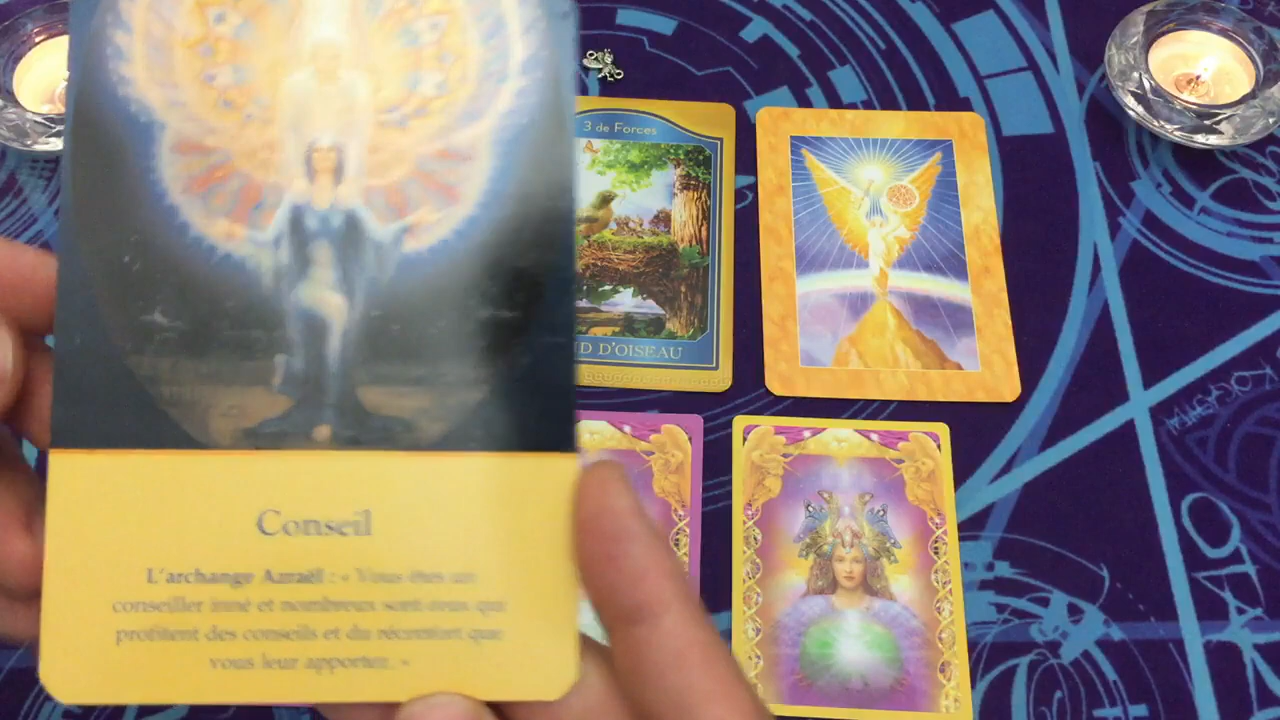 3 de Forces
ID D'OISEAU
Conseil
L'archange Azraël : « Vous êtes un
conseiller inné et nombreux sont ceux qui
profitent des conseils et du réconfort que
vous leur apportez. »